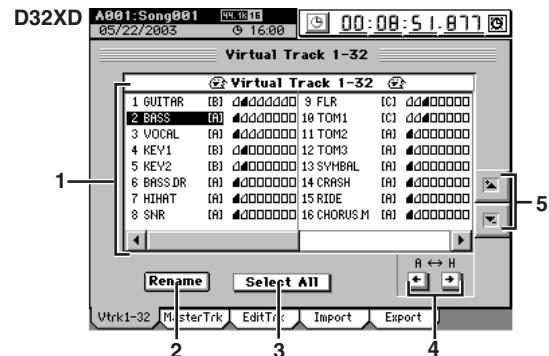 D32XD
A001:Song001 44.1k16 00:08:51.877
05/22/2003 16:00
Virtual Track 1-32
Virtual Track 1-32
1 GUITAR [B] 9 FLR [C]
2 BASS [A] 10 TOM1 [C]
3 VOCAL [A] 11 TOM2 [A]
4 KEY1 [B] 12 TOM3 [A]
5 KEY2 [B] 13 SYMBAL [A]
6 BASS.DR [A] 14 CRASH [A]
7 HIHAT [A] 15 RIDE [A]
8 SNR [A] 16 CHORUS.M [A]
1
5
A ↔ H
Rename Select All
Vtrk1-32 MasterTrk EditTrk Import Export
2 3 4